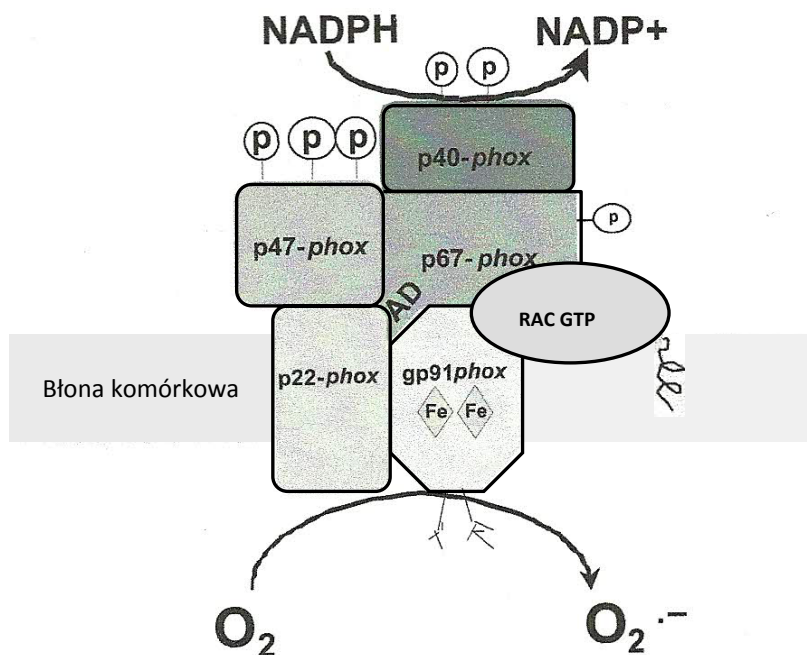 NADPH NADP+
p p
p p p
p40-phox
p
p47-phox p67-phox
AD
RAC GTP
Błona komórkowa
p22-phox gp91phox
Fe Fe
O2 O2 ·−